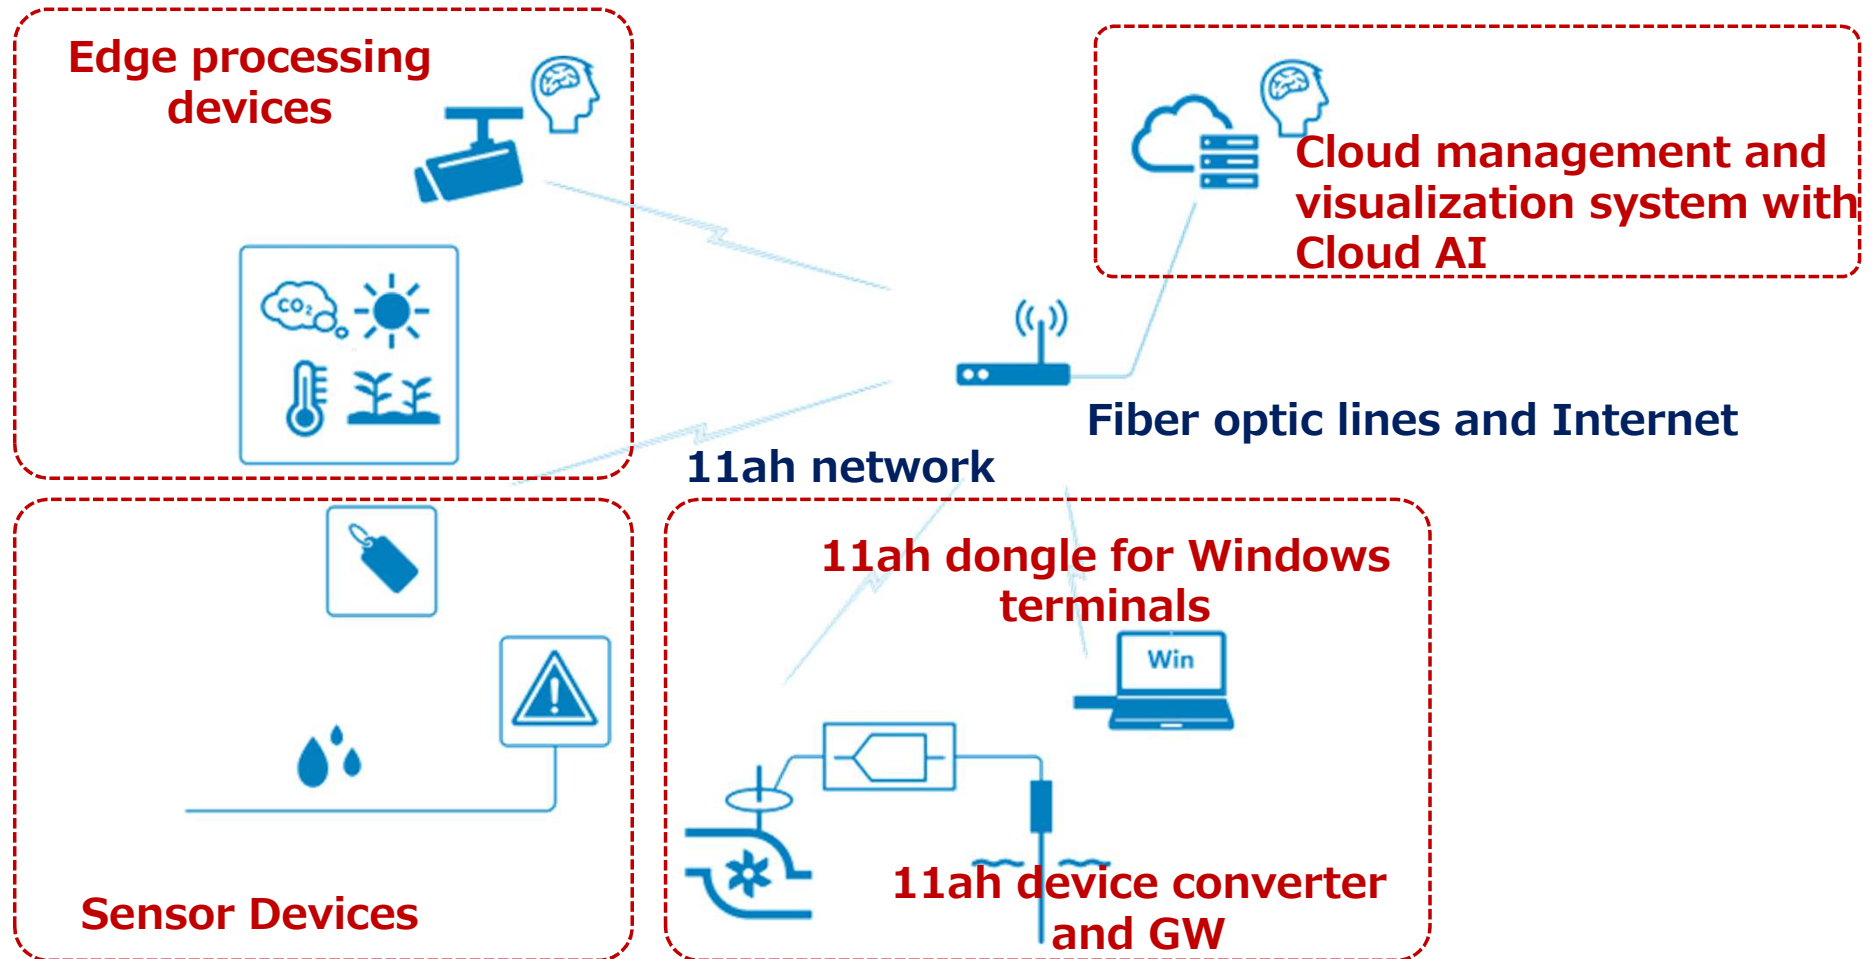 Edge processing
devices
CO₂
Cloud management and
visualization system with
Cloud AI
Fiber optic lines and Internet
11ah network
11ah dongle for Windows
terminals
Win
Sensor Devices
11ah device converter
and GW